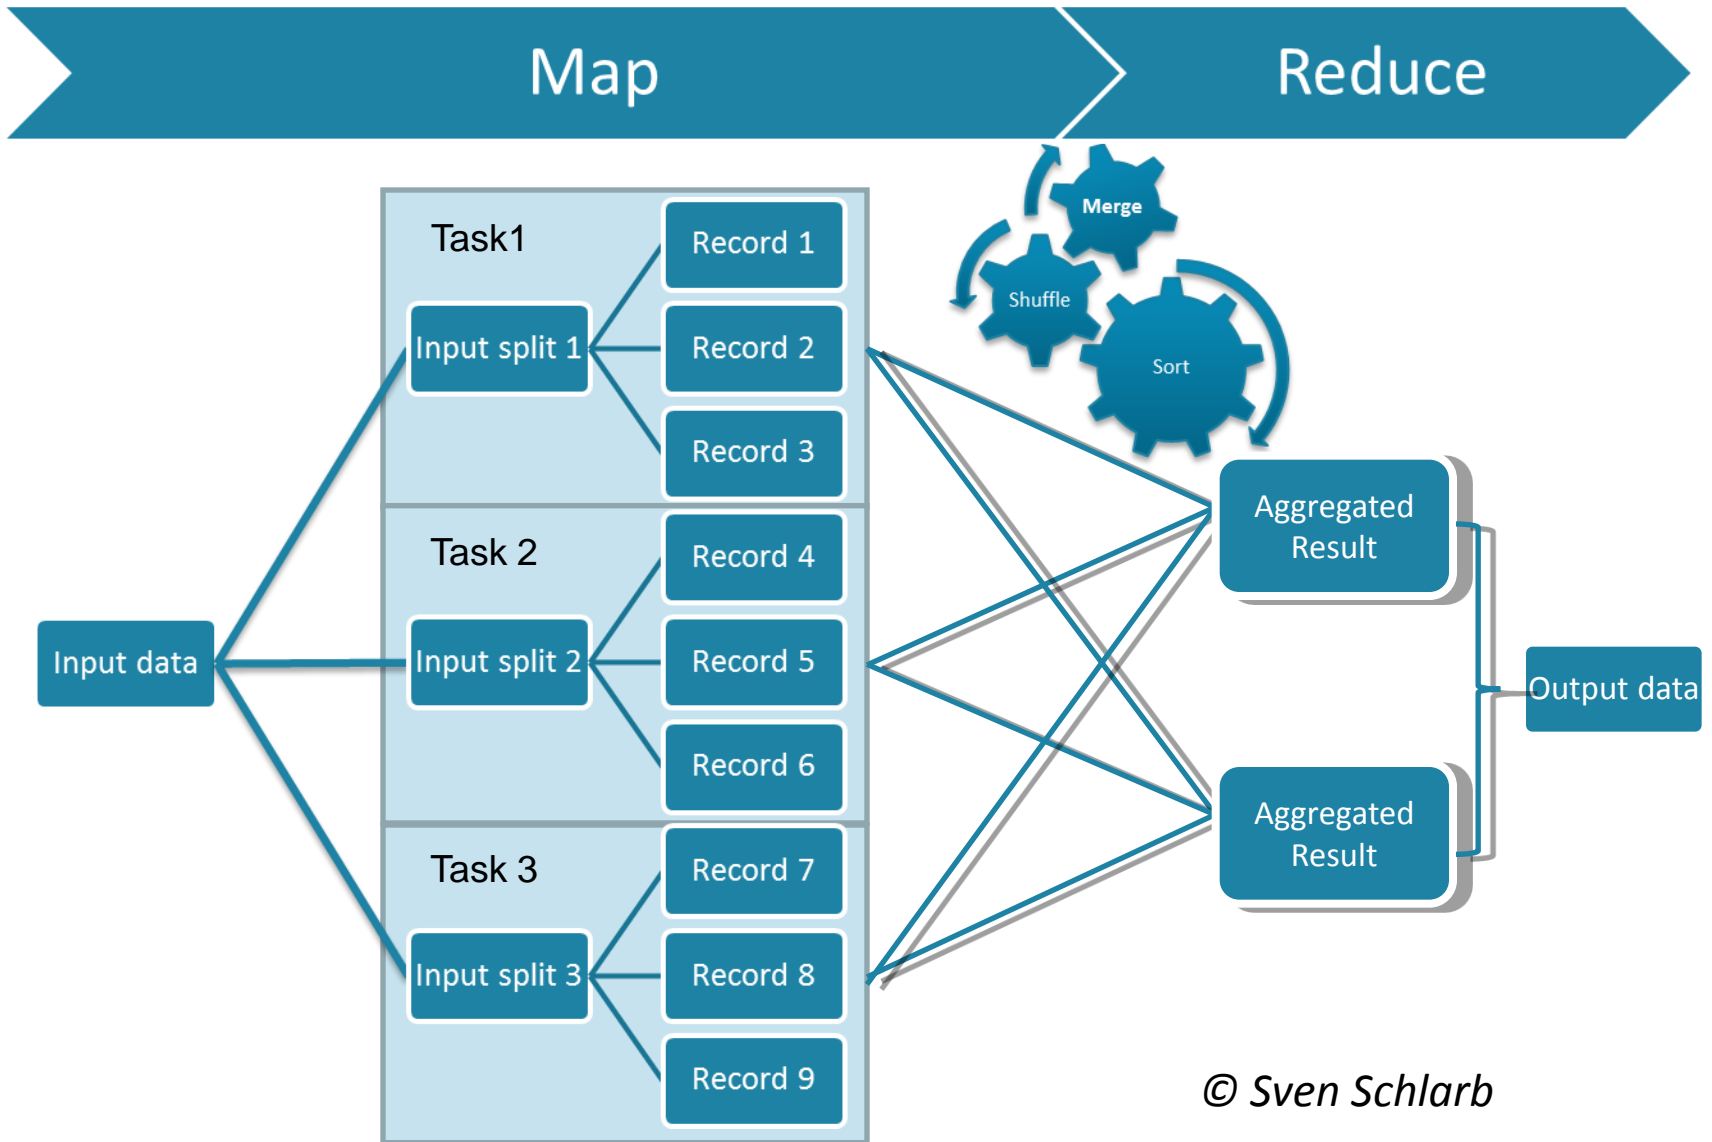 Map
Reduce
Merge
Shuffle
Sort
Task1
Input split 1
Record 1
Record 2
Record 3
Task 2
Input split 2
Record 4
Record 5
Record 6
Task 3
Input split 3
Record 7
Record 8
Record 9
Input data
Aggregated
Result
Aggregated
Result
Output data
© Sven Schlarb